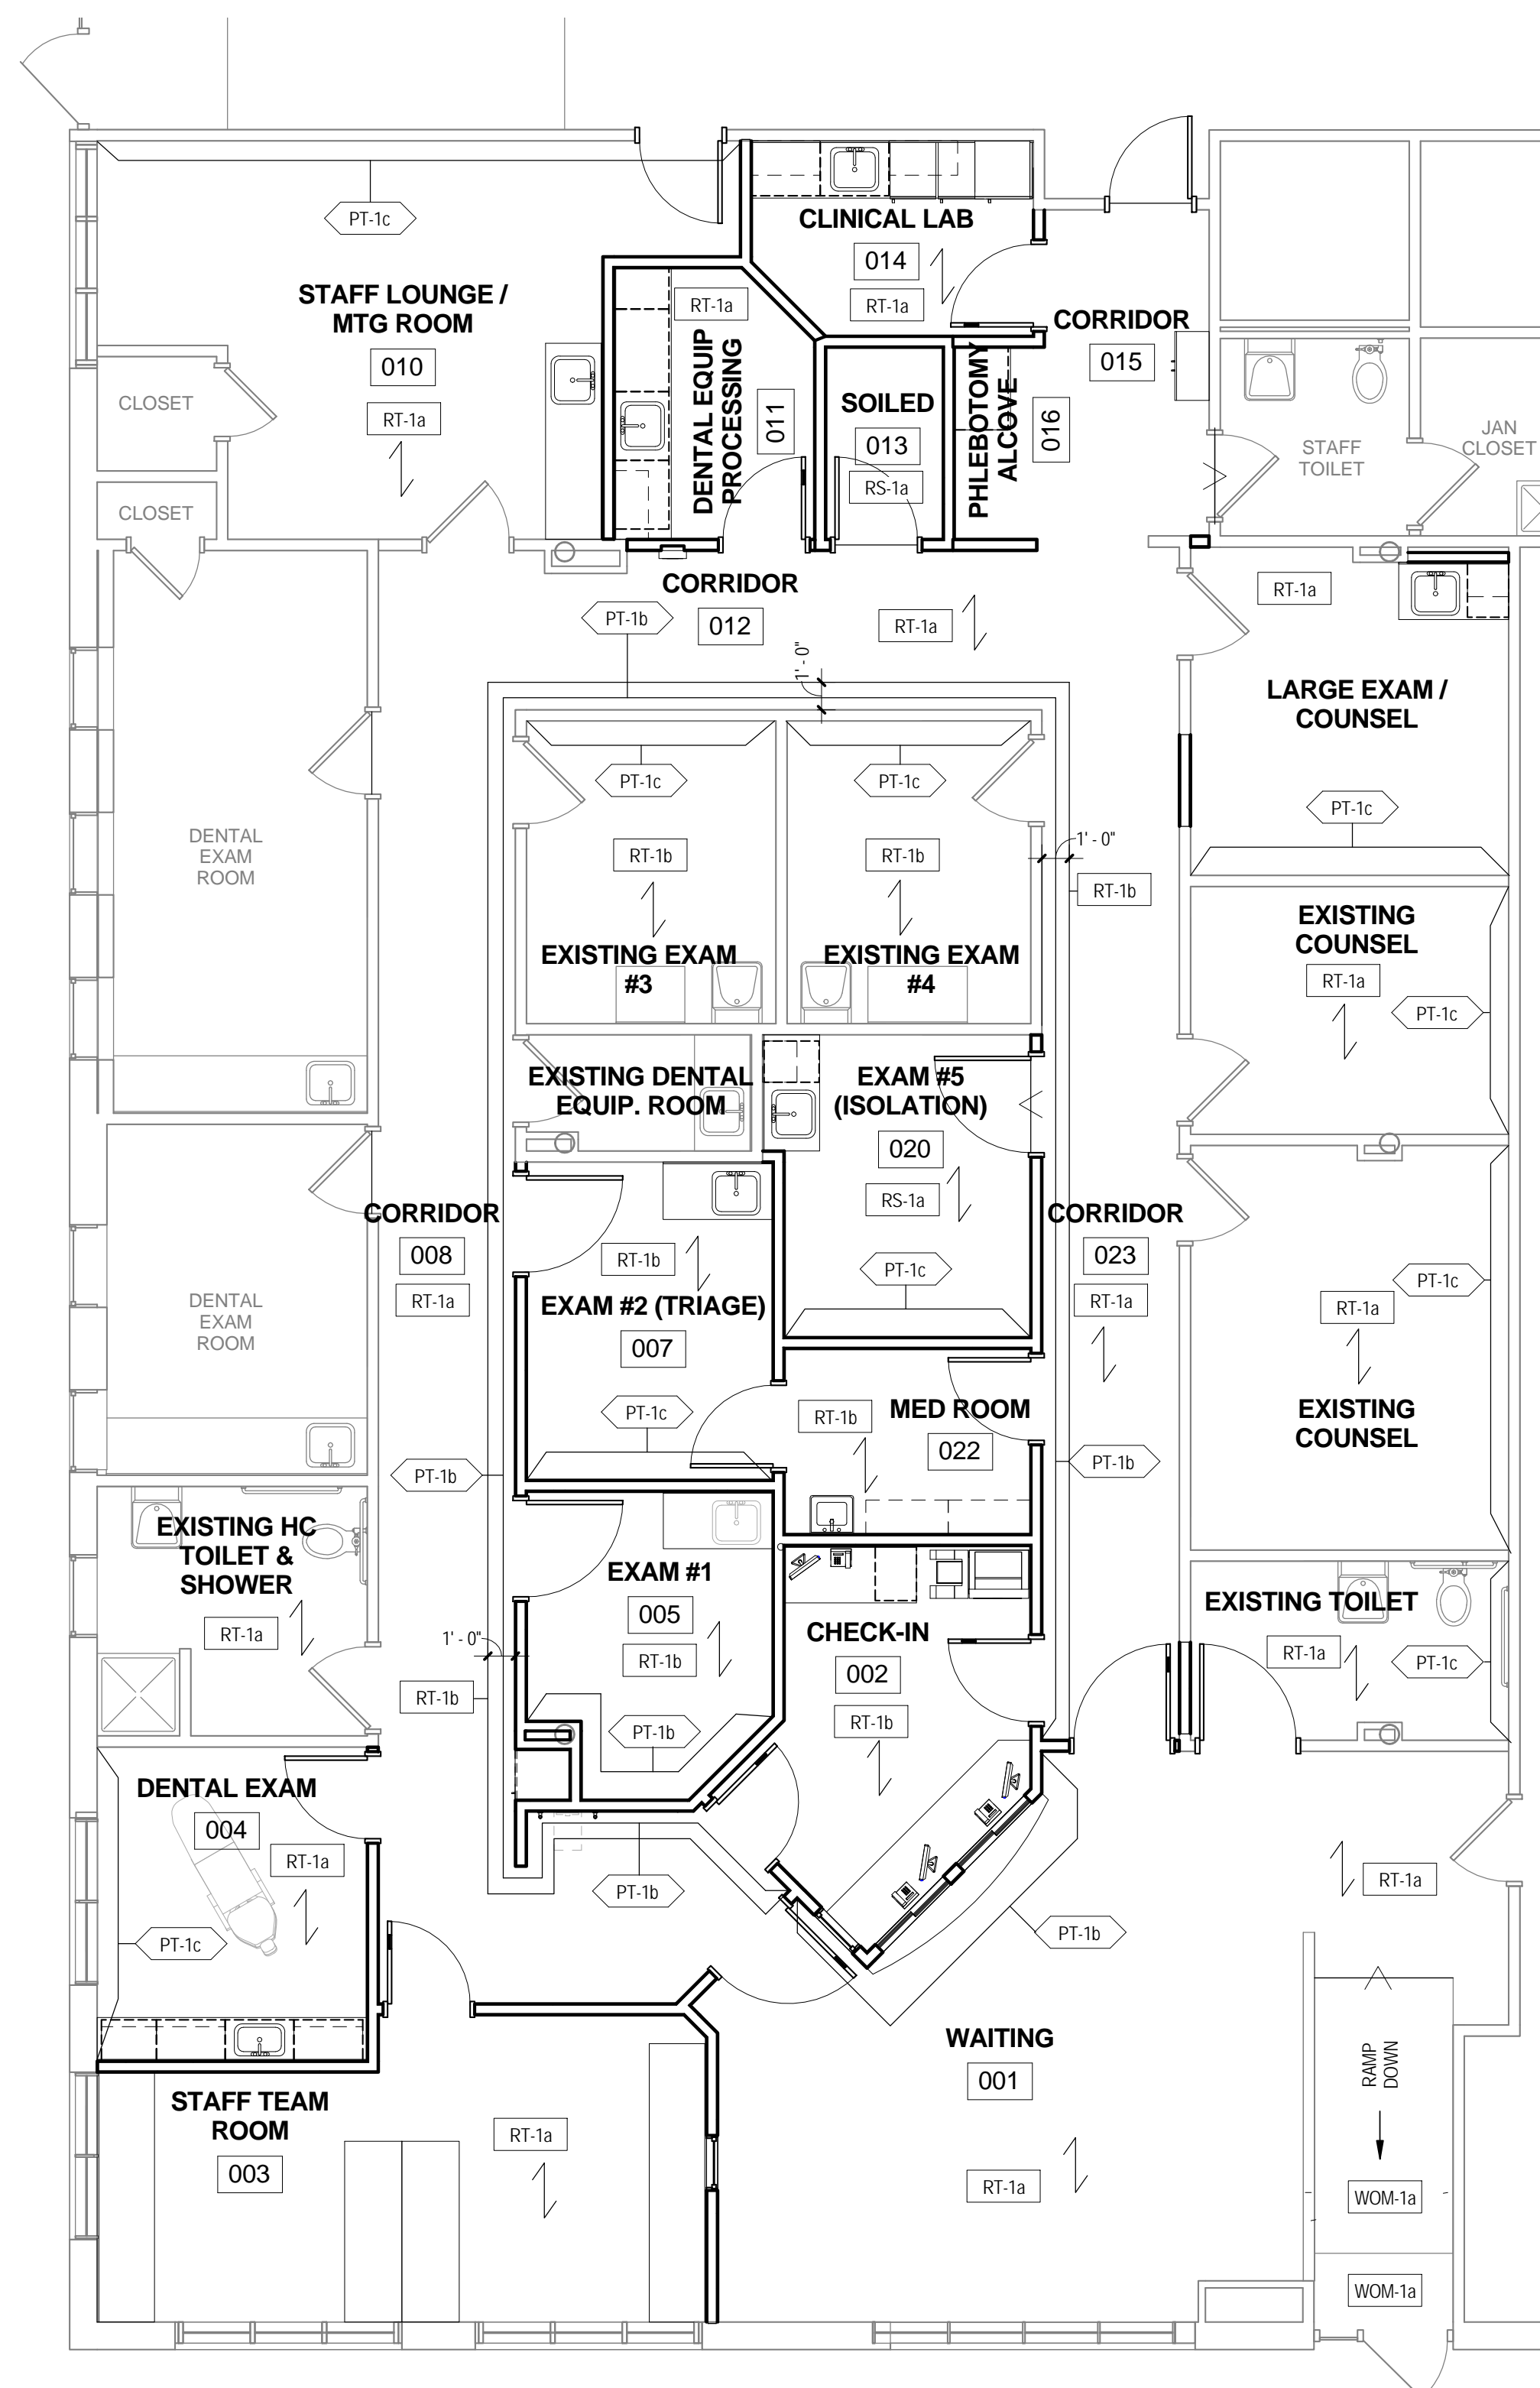 PT-1c
CLINICAL LAB
014
RT-1a
STAFF LOUNGE /
MTG ROOM
010
RT-1a
RT-1a
DENTAL EQUIP
PROCESSING
011
SOILED
013
RS-1a
PHLEBOTOMY
ALCOVE
016
CORRIDOR
015
CLOSET
CLOSET
STAFF
TOILET
JAN
CLOSET
CORRIDOR
012
PT-1b
RT-1a
1' - 0"
RT-1a
LARGE EXAM /
COUNSEL
PT-1c
PT-1c
PT-1c
RT-1b
RT-1b
EXISTING EXAM
#3
EXISTING EXAM
#4
1' - 0"
RT-1b
DENTAL
EXAM
ROOM
EXISTING
COUNSEL
RT-1a
PT-1c
EXISTING DENTAL
EQUIP. ROOM
EXAM #5
(ISOLATION)
020
RS-1a
PT-1c
CORRIDOR
008
RT-1a
RT-1b
EXAM #2 (TRIAGE)
007
PT-1c
CORRIDOR
023
RT-1a
PT-1c
RT-1a
EXISTING
COUNSEL
DENTAL
EXAM
ROOM
RT-1b
MED ROOM
022
PT-1b
PT-1b
EXISTING HC
TOILET &
SHOWER
RT-1a
EXAM #1
005
RT-1b
PT-1b
1' - 0"
RT-1b
CHECK-IN
002
RT-1b
EXISTING TOILET
RT-1a
PT-1c
DENTAL EXAM
004
RT-1a
PT-1c
PT-1b
PT-1b
RT-1a
WAITING
001
RT-1a
RAMP
DOWN
WOM-1a
WOM-1a
STAFF TEAM
ROOM
003
RT-1a